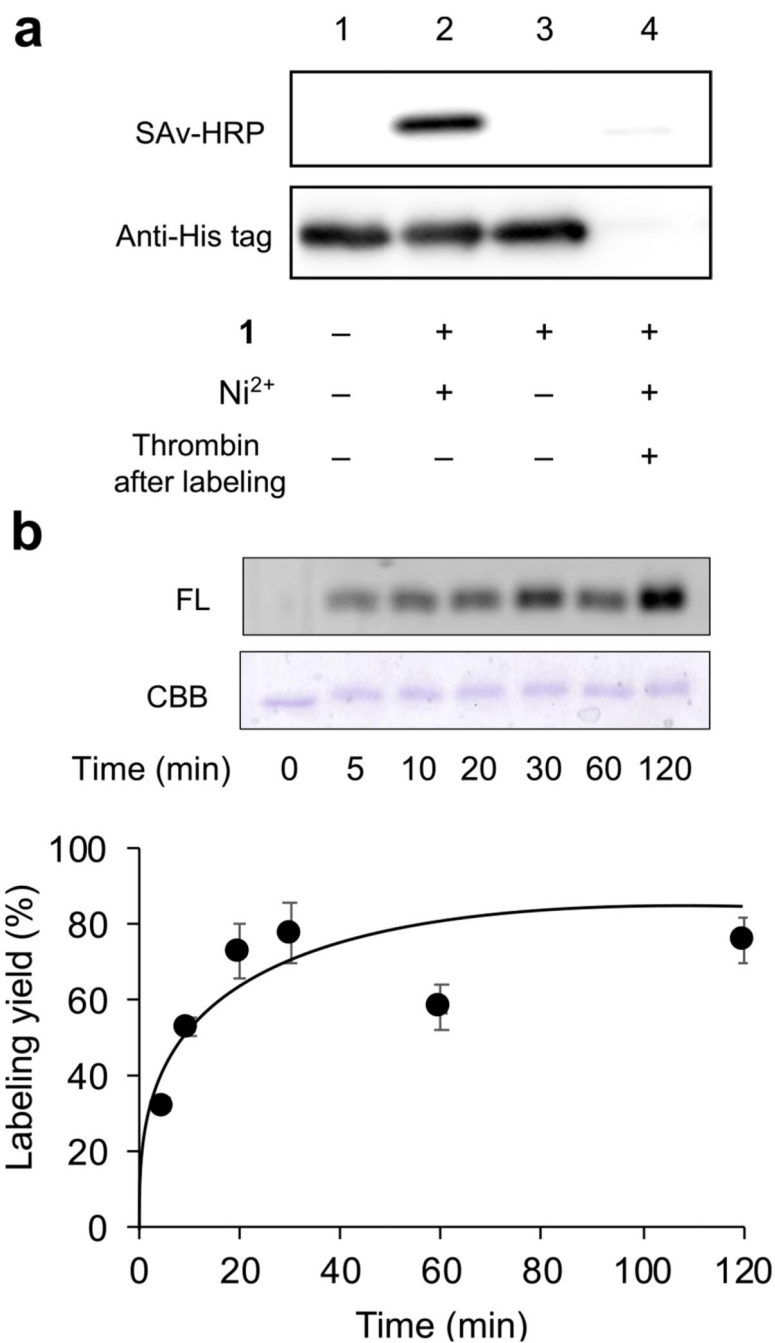 a
1 2 3 4
SAv-HRP
Anti-His tag
1 – + + +
Ni²⁺ – + – +
Thrombin
after labeling – – – +
b
FL
CBB
Time (min) 0 5 10 20 30 60 120
100
80
60
40
20
0
Labeling yield (%)
0 20 40 60 80 100 120
Time (min)